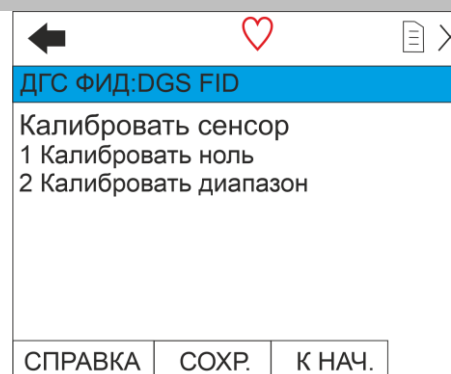 ДГС ФИД:DGS FID
Калибровать сенсор
1 Калибровать ноль
2 Калибровать диапазон
СПРАВКА СОХР. К НАЧ.